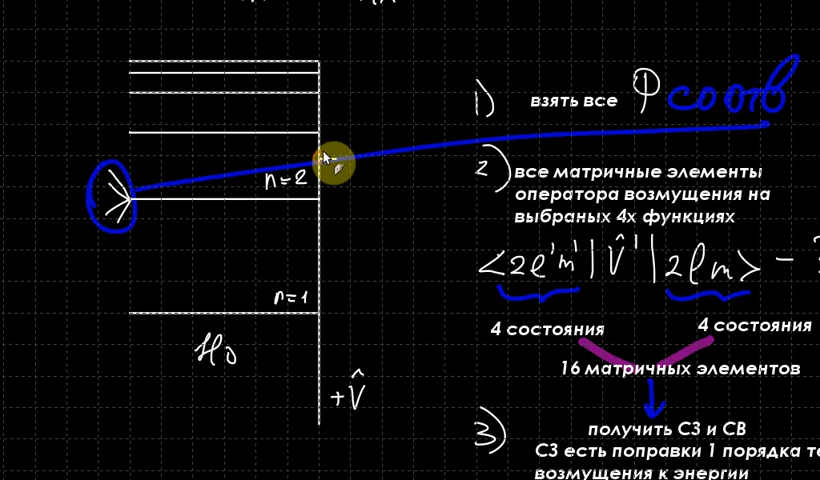 1) взять все Φ соотв
2) все матричные элементы
оператора возмущения на
выбраных 4х функциях
n=2
<2l'm'|V̂|2lm> -
n=1
4 состояния
4 состояния
H₀
16 матричных элементов
+V̂
получить СЗ и СВ
3)
СЗ есть поправки 1 порядка те
возмущения к энергии